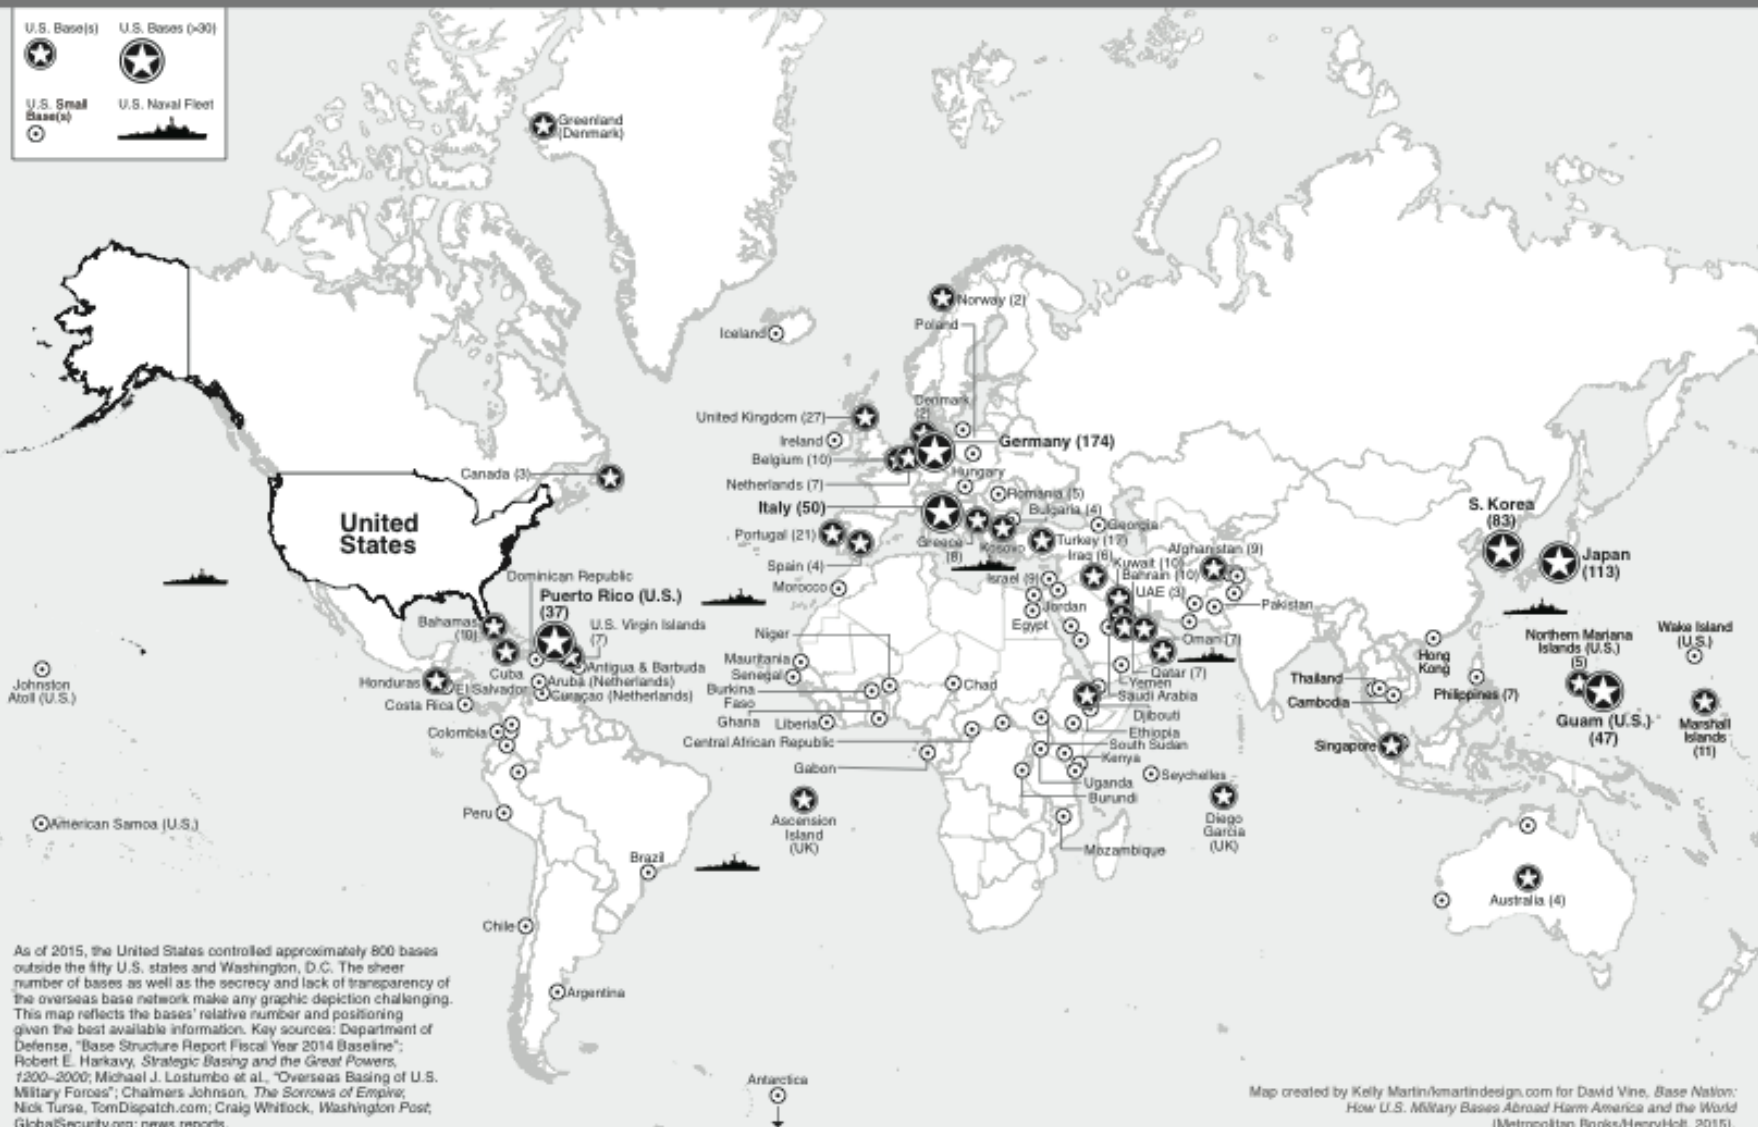 U.S. Base(s)
U.S. Bases (>30)
U.S. Small
Base(s)
U.S. Naval Fleet
Greenland
(Denmark)
Norway (2)
Poland
Iceland
Denmark
(2)
United Kingdom (27)
Ireland
Germany (174)
Belgium (10)
Canada (3)
Hungary
Netherlands (7)
Romania (5)
Italy (50)
Bulgaria (4)
S. Korea
(83)
United
States
Georgia
Portugal (21)
Greece
(8)
Kosovo
Turkey (17)
Afghanistan (9)
Japan
(113)
Iraq (6)
Spain (4)
Kuwait (10)
Bahrain (10)
Dominican Republic
Israel (9)
Morocco
UAE (3)
Puerto Rico (U.S.)
(37)
Jordan
Pakistan
Bahamas
U.S. Virgin Islands
(7)
Egypt
Niger
Oman (7)
Northern Mariana
Islands (U.S.)
(5)
Wake Island
(U.S.)
Hong
Kong
Mauritania
Antigua & Barbuda
Cuba
Senegal
Qatar (7)
Johnston
Atoll (U.S.)
Honduras
Aruba (Netherlands)
El Salvador
Curaçao (Netherlands)
Burkina
Faso
Chad
Yemen
Saudi Arabia
Thailand
Philippines (7)
Cambodia
Costa Rica
Ghana
Liberia
Djibouti
Guam (U.S.)
(47)
Marshall
Islands
(11)
Colombia
Central African Republic
Ethiopia
South Sudan
Singapore
Kenya
Gabon
Uganda
Seychelles
Burundi
Peru
Ascension
Island
(UK)
Diego
Garcia
(UK)
American Samoa (U.S.)
Mozambique
Brazil
Australia (4)
Chile
Argentina
As of 2015, the United States controlled approximately 800 bases
outside the fifty U.S. states and Washington, D.C. The sheer
number of bases as well as the secrecy and lack of transparency of
the overseas base network make any graphic depiction challenging.
This map reflects the bases' relative number and positioning
given the best available information. Key sources: Department of
Defense, "Base Structure Report Fiscal Year 2014 Baseline";
Robert E. Harkavy, Strategic Basing and the Great Powers,
1200–2000; Michael J. Lostumbo et al., "Overseas Basing of U.S.
Military Forces"; Chalmers Johnson, The Sorrows of Empire;
Nick Turse, TomDispatch.com; Craig Whitlock, Washington Post;
GlobalSecurity.org; news reports.
Antarctica
Map created by Kelly Martin/kmartindesign.com for David Vine, Base Nation:
How U.S. Military Bases Abroad Harm America and the World
(Metropolitan Books/HenryHolt, 2015).